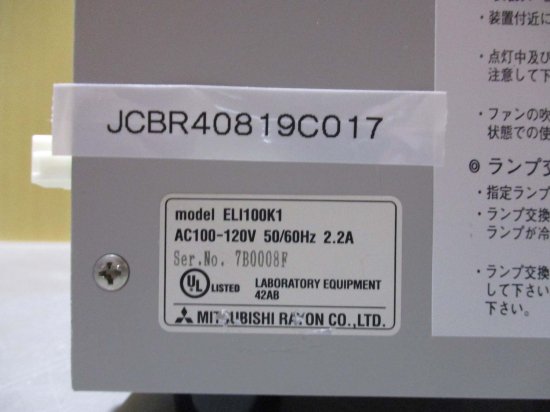 ・装置付近に
・点灯中及び
注意して下
・ファンの吹
状態での使
◎ ランプ交
・指定ランプ
・ランプ交換
ランプが冷
・ランプ交換
して下さい
下さい。
JCBR40819C017
model ELI100K1
AC100-120V 50/60Hz 2.2A
Ser.No. 7B0008F
UL LISTED LABORATORY EQUIPMENT
42AB
MITSUBISHI RAYON CO.,LTD.